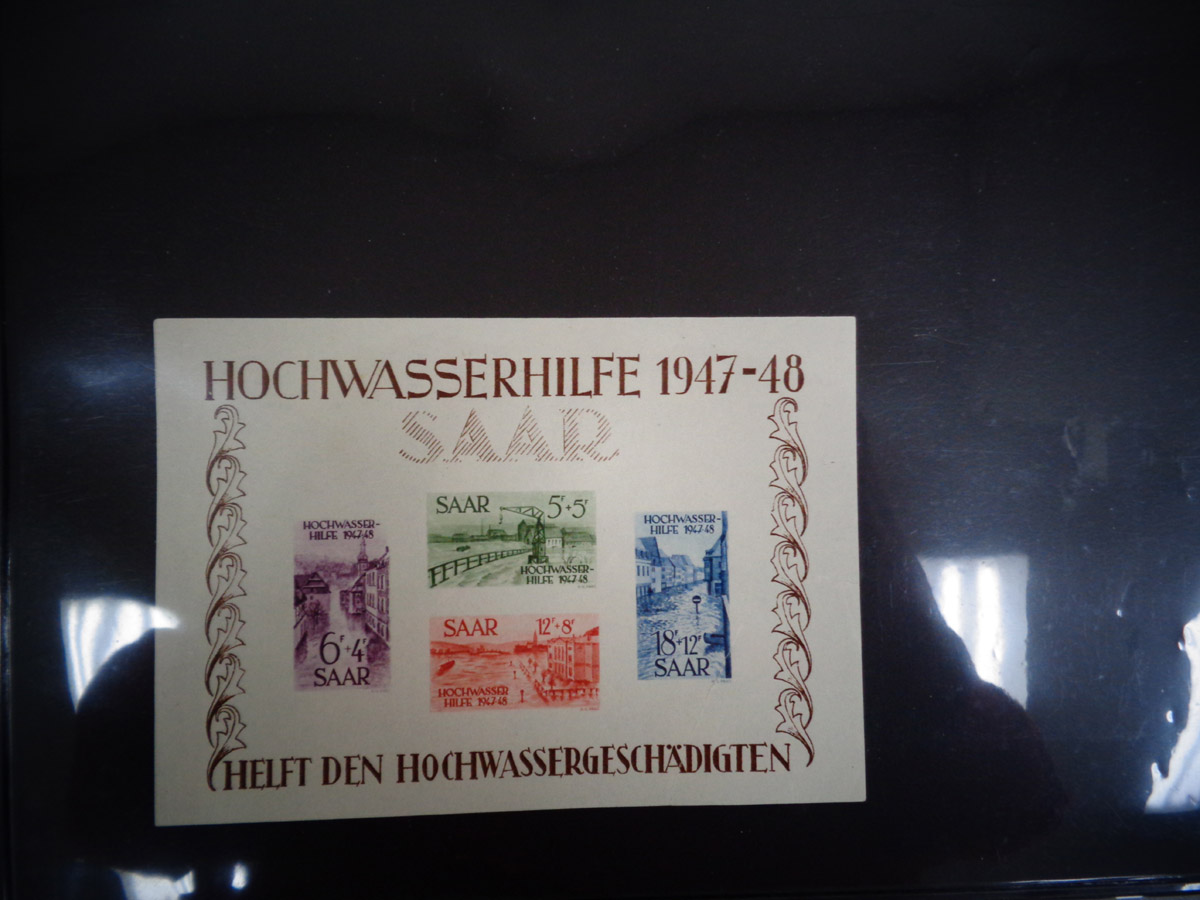 HOCHWASSERHILFE 1947-48
SAAR
HOCHWASSER-
HILFE 1947-48
6F+4F
SAAR
SAAR 5F+5F
HOCHWASSER-
HILFE 1947-48
SAAR 12F+8F
HOCHWASSER
HILFE 1947-48
HOCHWASSER-
HILFE 1947-48
18F+12F
SAAR
HELFT DEN HOCHWASSERGESCHÄDIGTEN